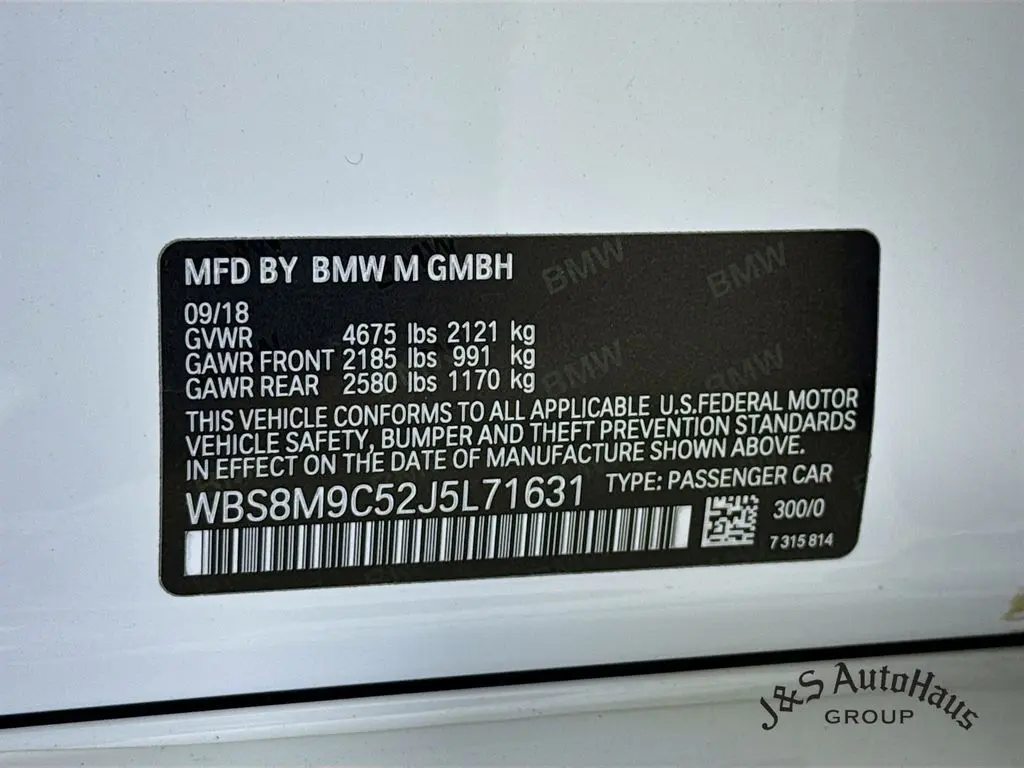 MFD BY BMW M GMBH
09/18
GVWR 4675 lbs 2121 kg
GAWR FRONT 2185 lbs 991 kg
GAWR REAR 2580 lbs 1170 kg
THIS VEHICLE CONFORMS TO ALL APPLICABLE U.S.FEDERAL MOTOR
VEHICLE SAFETY, BUMPER AND THEFT PREVENTION STANDARDS
IN EFFECT ON THE DATE OF MANUFACTURE SHOWN ABOVE.
WBS8M9C52J5L71631 TYPE: PASSENGER CAR
300/0
7 315 814
J&S AutoHaus
GROUP